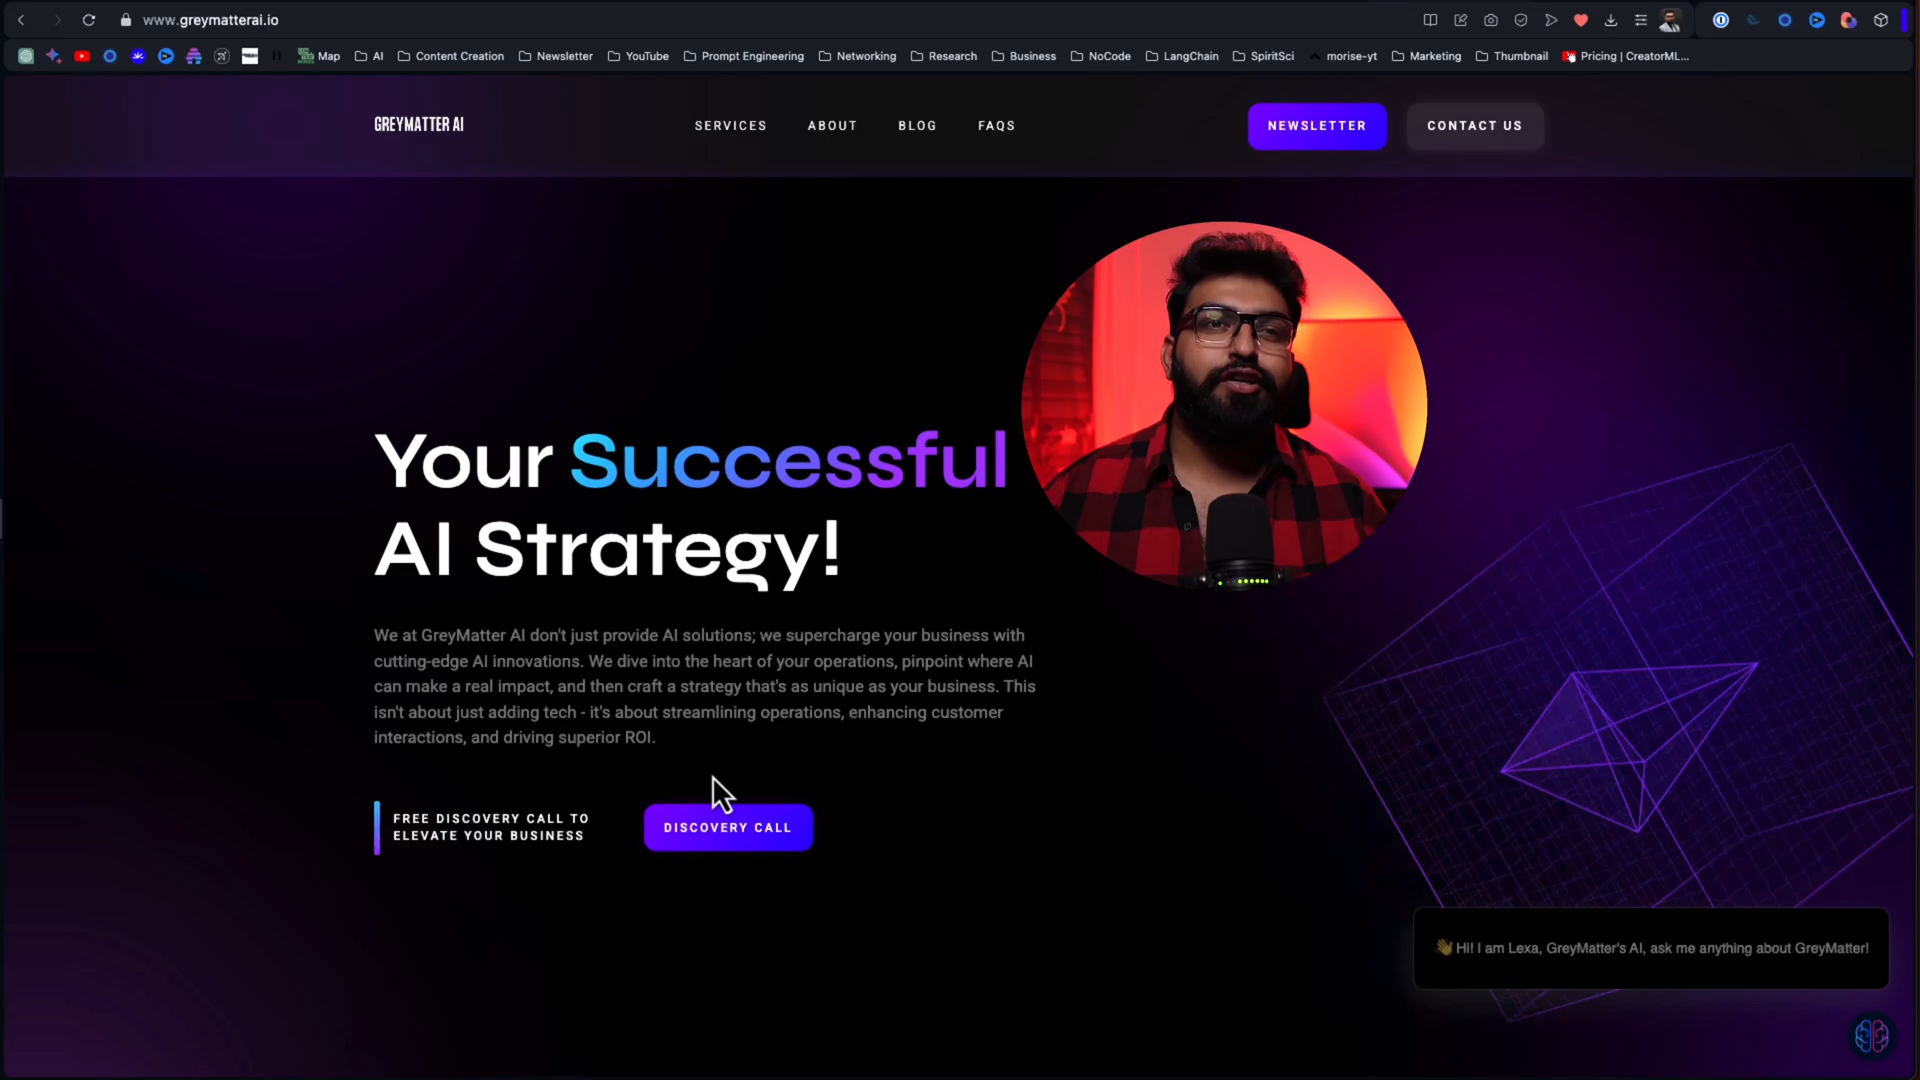 www.greymatterai.io
Map
AI
Content Creation
Newsletter
YouTube
Prompt Engineering
Networking
Research
Business
NoCode
LangChain
SpiritSci
morise-yt
Marketing
Thumbnail
Pricing | CreatorML...
GREYMATTER AI
SERVICES
ABOUT
BLOG
FAQS
NEWSLETTER
CONTACT US
Your Successful
AI Strategy!
We at GreyMatter AI don't just provide AI solutions; we supercharge your business with
cutting-edge AI innovations. We dive into the heart of your operations, pinpoint where AI
can make a real impact, and then craft a strategy that's as unique as your business. This
isn't about just adding tech - it's about streamlining operations, enhancing customer
interactions, and driving superior ROI.
FREE DISCOVERY CALL TO
ELEVATE YOUR BUSINESS
DISCOVERY CALL
👋 Hi! I am Lexa, GreyMatter's AI, ask me anything about GreyMatter!